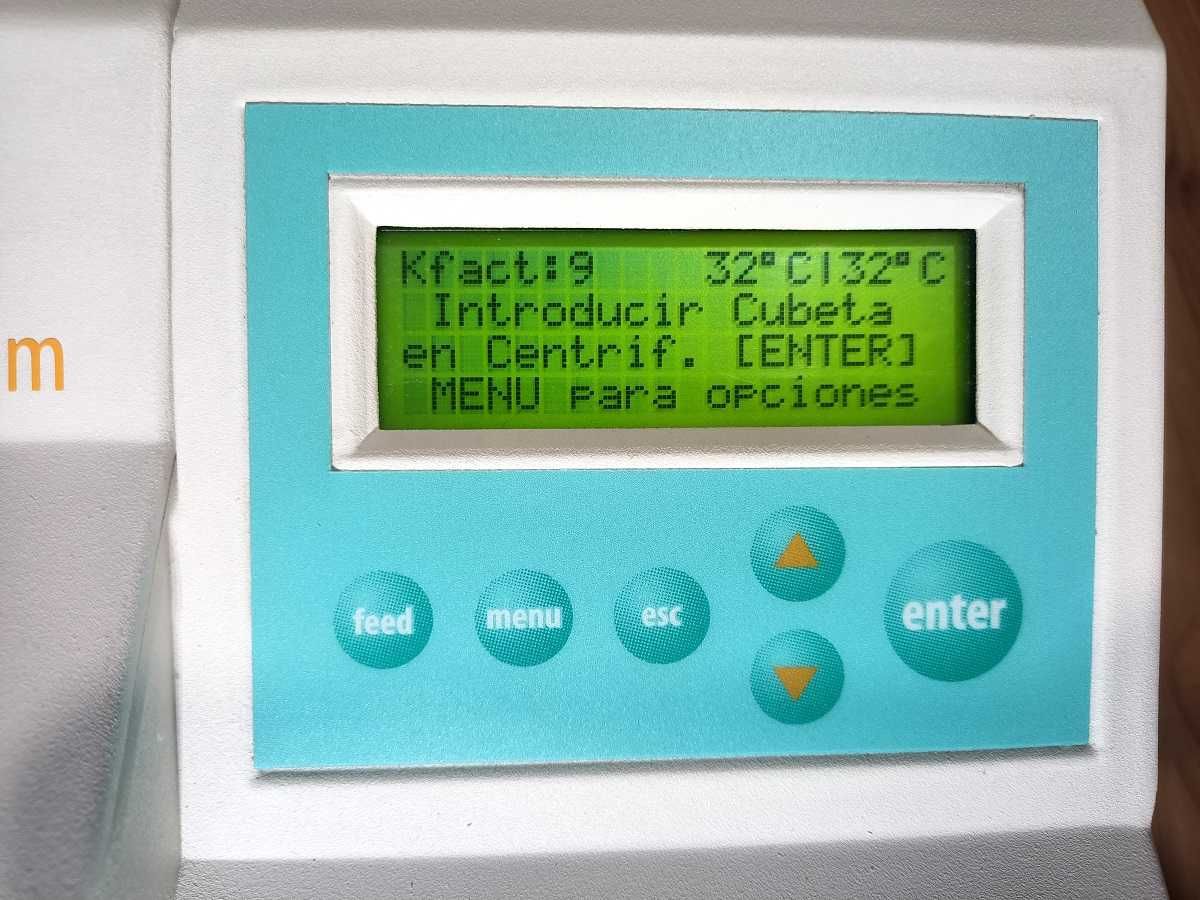 m
Kfact:9 32°C|32°C
Introducir Cubeta
en Centrif. [ENTER]
MENU para opciones
feed menu esc enter